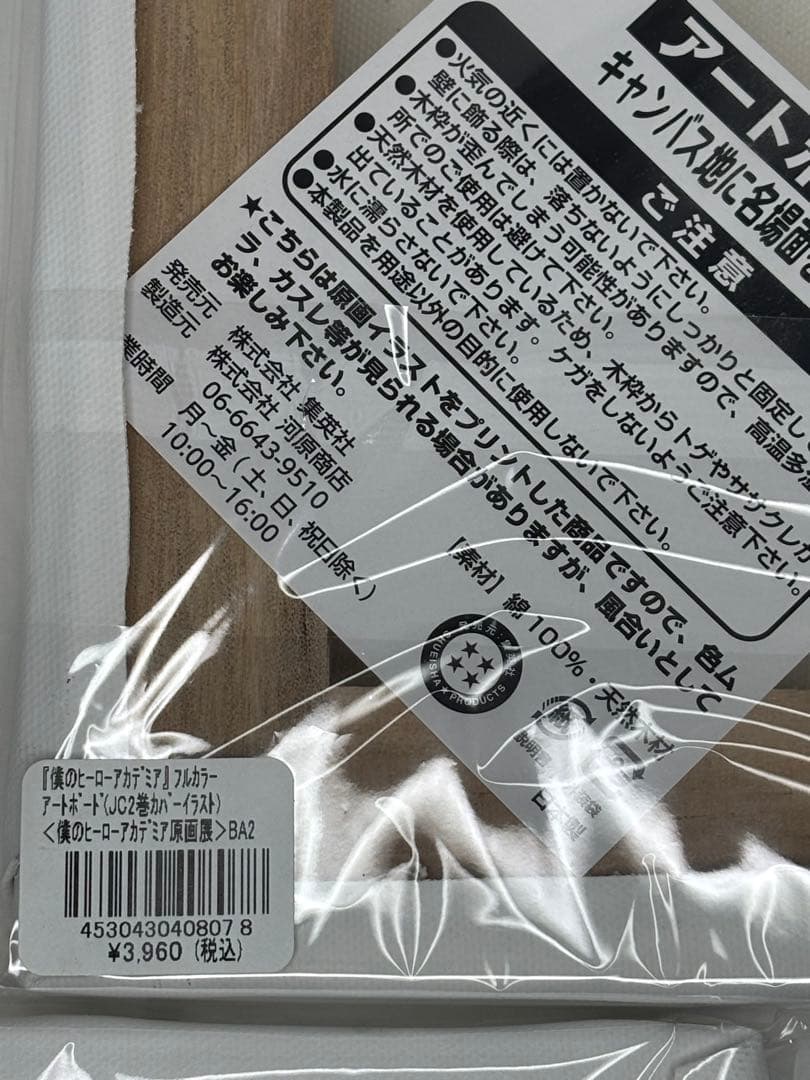 アートボ
キャンバス地に名場面を
ご注意
●火気の近くには置かないで下さい。
壁に飾る際は、落ちないようにしっかりと固定して
●木枠が歪んでしまう可能性がありますので、高温多湿
所でのご使用は避けて下さい。
●天然木材を使用しているため、木枠からトゲやササクレが
出ていることがあります。ケガをしないようご注意下さい。
●水に濡らさないで下さい。
●本製品を用途以外の目的に使用しないで下さい。
★こちらは原画イラストをプリントした商品ですので、色ム
ラ、カスレ等が見られる場合がありますが、風合いとして
お楽しみ下さい。
【素材】綿100%・天然木材
発売元 株式会社 集英社
製造元 株式会社 河原商店
06-6643-9510
業時間 月〜金(土、日、祝日除く)
10:00〜16:00
発売元:集英社
SHUEISHA★PRODUCTS
日本製
『僕のヒーローアカデミア』フルカラー
アートボード(JC2巻カバーイラスト)
<僕のヒーローアカデミア原画展>BA2
453043040807 8
¥3,960 (税込)